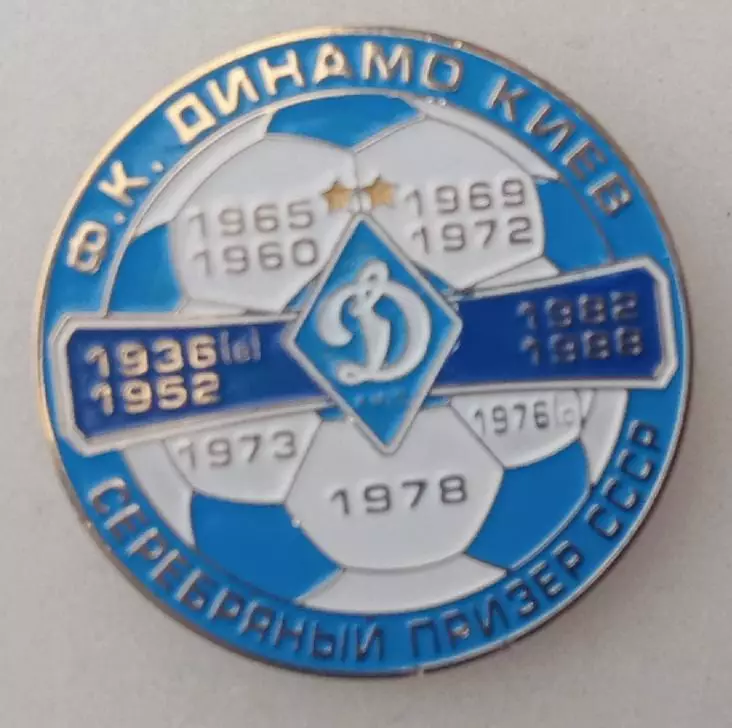 Ф.К. ДИНАМО КИЕВ
1965 1969
1960 1972
1936(в) 1982
1952 1988
Д
1973 1976(о)
1978
СЕРЕБРЯНЫЙ ПРИЗЕР СССР